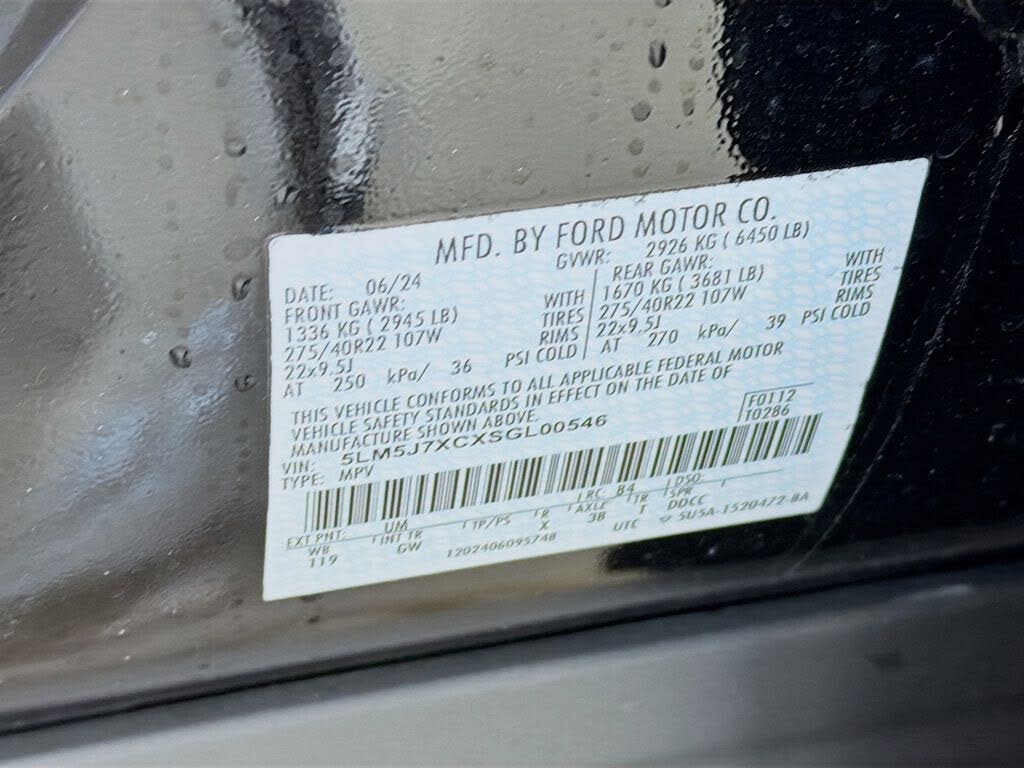 MFD. BY FORD MOTOR CO.
DATE: 06/24
GVWR: 2926 KG ( 6450 LB)
FRONT GAWR:
1336 KG ( 2945 LB) WITH
275/40R22 107W TIRES
22x9.5J RIMS
AT 250 kPa/ 36 PSI COLD
REAR GAWR:
1670 KG ( 3681 LB) WITH
275/40R22 107W TIRES
22x9.5J RIMS
AT 270 kPa/ 39 PSI COLD
THIS VEHICLE CONFORMS TO ALL APPLICABLE FEDERAL MOTOR
VEHICLE SAFETY STANDARDS IN EFFECT ON THE DATE OF
MANUFACTURE SHOWN ABOVE.
VIN: 5LM5J7XCXSGL00546
TYPE: MPV
F0112
T0286
EXT PNT: UM RC: B4 DSO:
WB INT TR TP/PS R AXLE TR SPR
119 GW X 3B T DDCC
1202406095748 UTC 5U5A-1520472-BA